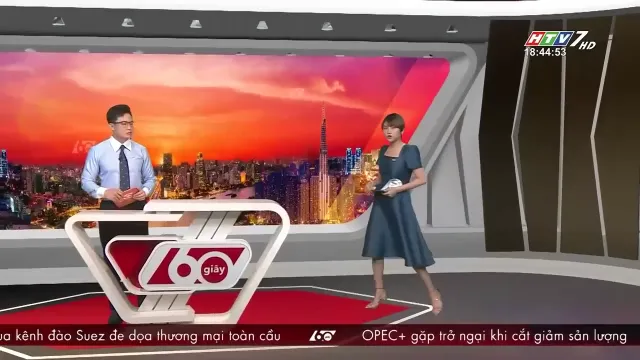 HTV7 HD
18:44:53
60 giây
ua kênh đào Suez đe dọa thương mại toàn cầu
60
OPEC+ gặp trở ngại khi cắt giảm sản lượng